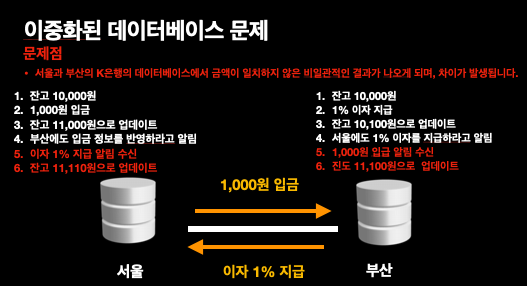 이중화된 데이터베이스 문제
문제점
• 서울과 부산의 K은행의 데이터베이스에서 금액이 일치하지 않은 비일관적인 결과가 나오게 되며, 차이가 발생됩니다.
1. 잔고 10,000원
2. 1,000원 입금
3. 잔고 11,000원으로 업데이트
4. 부산에도 입금 정보를 반영하라고 알림
5. 이자 1% 지급 알림 수신
6. 잔고 11,110원으로 업데이트
1. 잔고 10,000원
2. 1% 이자 지급
3. 잔고 10,100원으로 업데이트
4. 서울에도 1% 이자를 지급하라고 알림
5. 1,000원 입급 알림 수신
6. 진도 11,100원으로 업데이트
1,000원 입금
서울
이자 1% 지급
부산